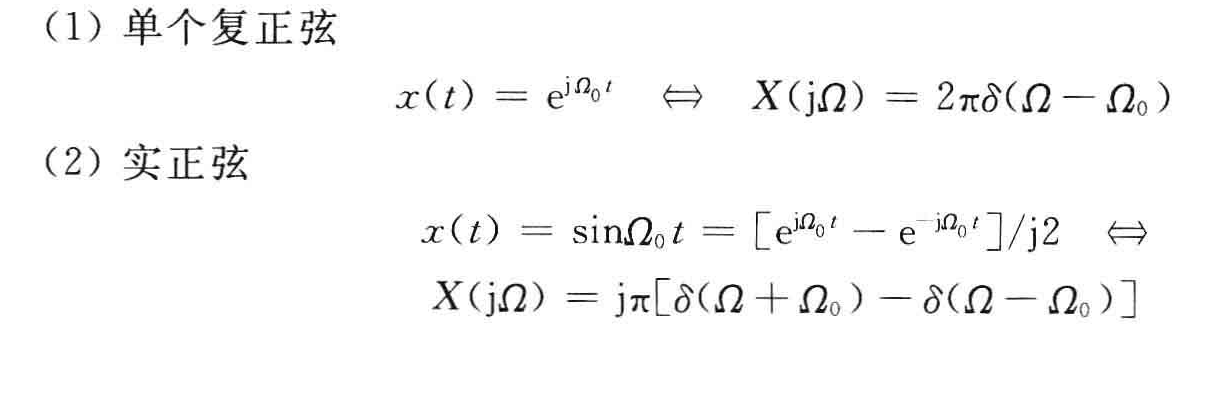 (1) 单个复正弦
x(t) = e^{jΩ₀t} ⇔ X(jΩ) = 2πδ(Ω − Ω₀)
(2) 实正弦
x(t) = sinΩ₀t = [e^{jΩ₀t} − e^{−jΩ₀t}]/j2 ⇔
X(jΩ) = jπ[δ(Ω + Ω₀) − δ(Ω − Ω₀)]